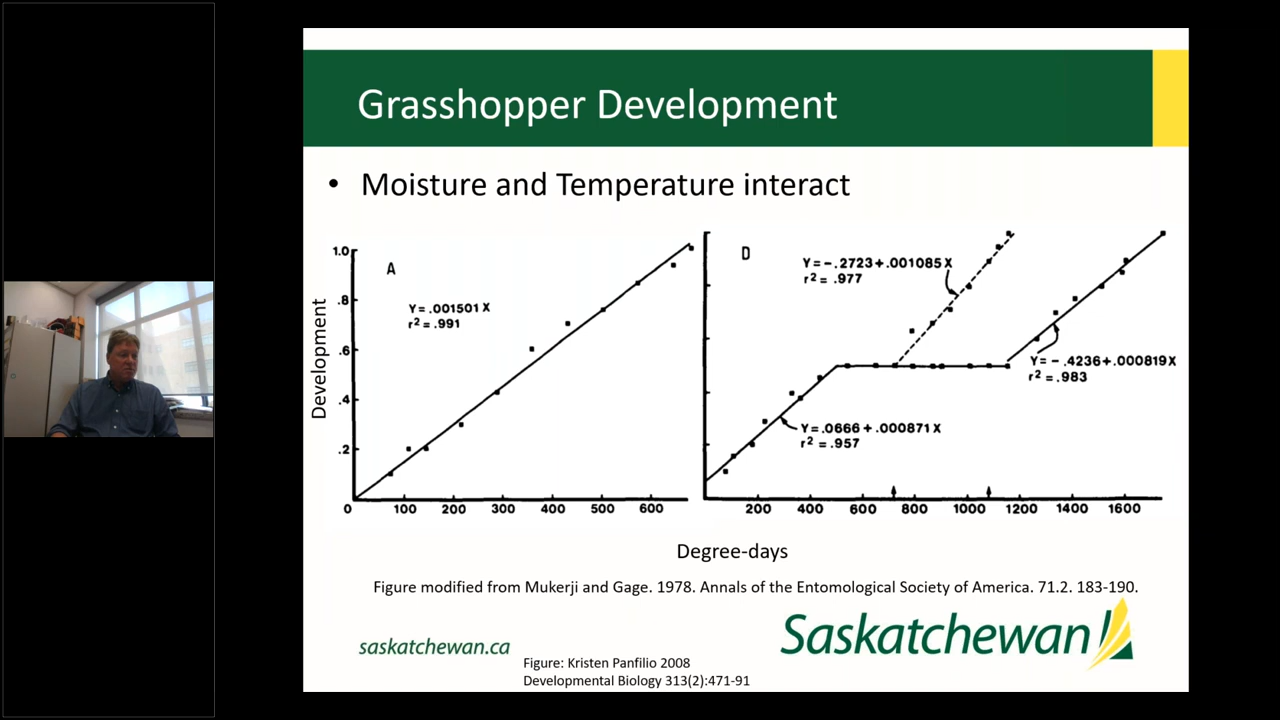 Grasshopper Development
• Moisture and Temperature interact
Development
1.0
.8
.6
.4
.2
0
A
Y=.001501 X
r²=.991
100 200 300 400 500 600
D
Y=-.2723+.001085X
r²=.977
Y=-.4236+.000819X
r²=.983
Y=.0666+.000871X
r²=.957
200 400 600 800 1000 1200 1400 1600
Degree-days
Figure modified from Mukerji and Gage. 1978. Annals of the Entomological Society of America. 71.2. 183-190.
saskatchewan.ca
Saskatchewan
Figure: Kristen Panfilio 2008
Developmental Biology 313(2):471-91